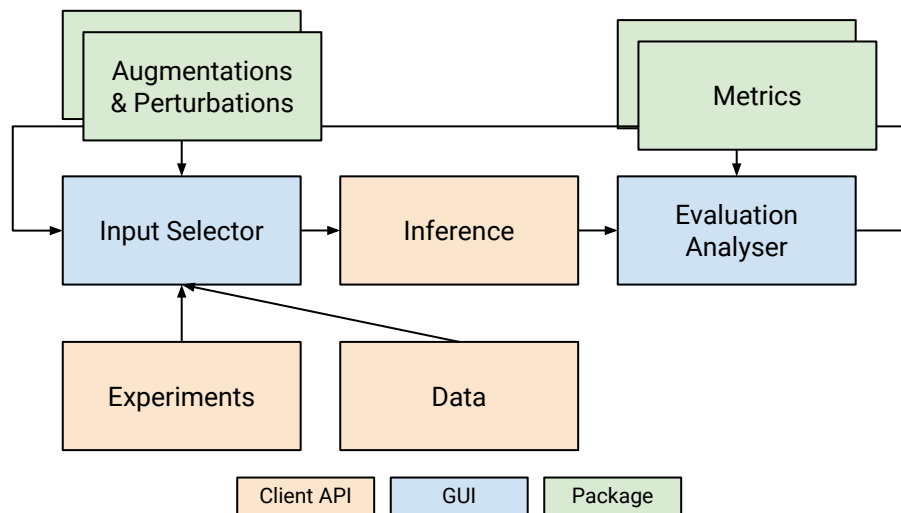 Augmentations
& Perturbations
Metrics
Input Selector
Inference
Evaluation
Analyser
Experiments
Data
Client API
GUI
Package